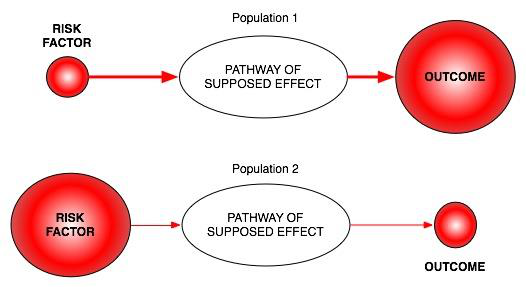 Population 1
RISK
FACTOR
PATHWAY OF
SUPPOSED EFFECT
OUTCOME
Population 2
RISK
FACTOR
PATHWAY OF
SUPPOSED EFFECT
OUTCOME